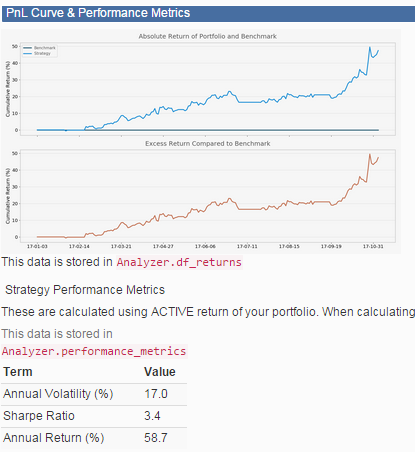 PnL Curve & Performance Metrics
Absolute Return of Portfolio and Benchmark
Benchmark
Strategy
Cumulative Return (%)
50
40
30
20
10
0
Excess Return Compared to Benchmark
Cumulative Return (%)
50
40
30
20
10
0
17-01-03 17-02-14 17-03-21 17-04-27 17-06-06 17-07-11 17-08-15 17-09-19 17-10-31
This data is stored in Analyzer.df_returns
Strategy Performance Metrics
These are calculated using ACTIVE return of your portfolio. When calculating
This data is stored in
Analyzer.performance_metrics
Term Value
Annual Volatility (%) 17.0
Sharpe Ratio 3.4
Annual Return (%) 58.7